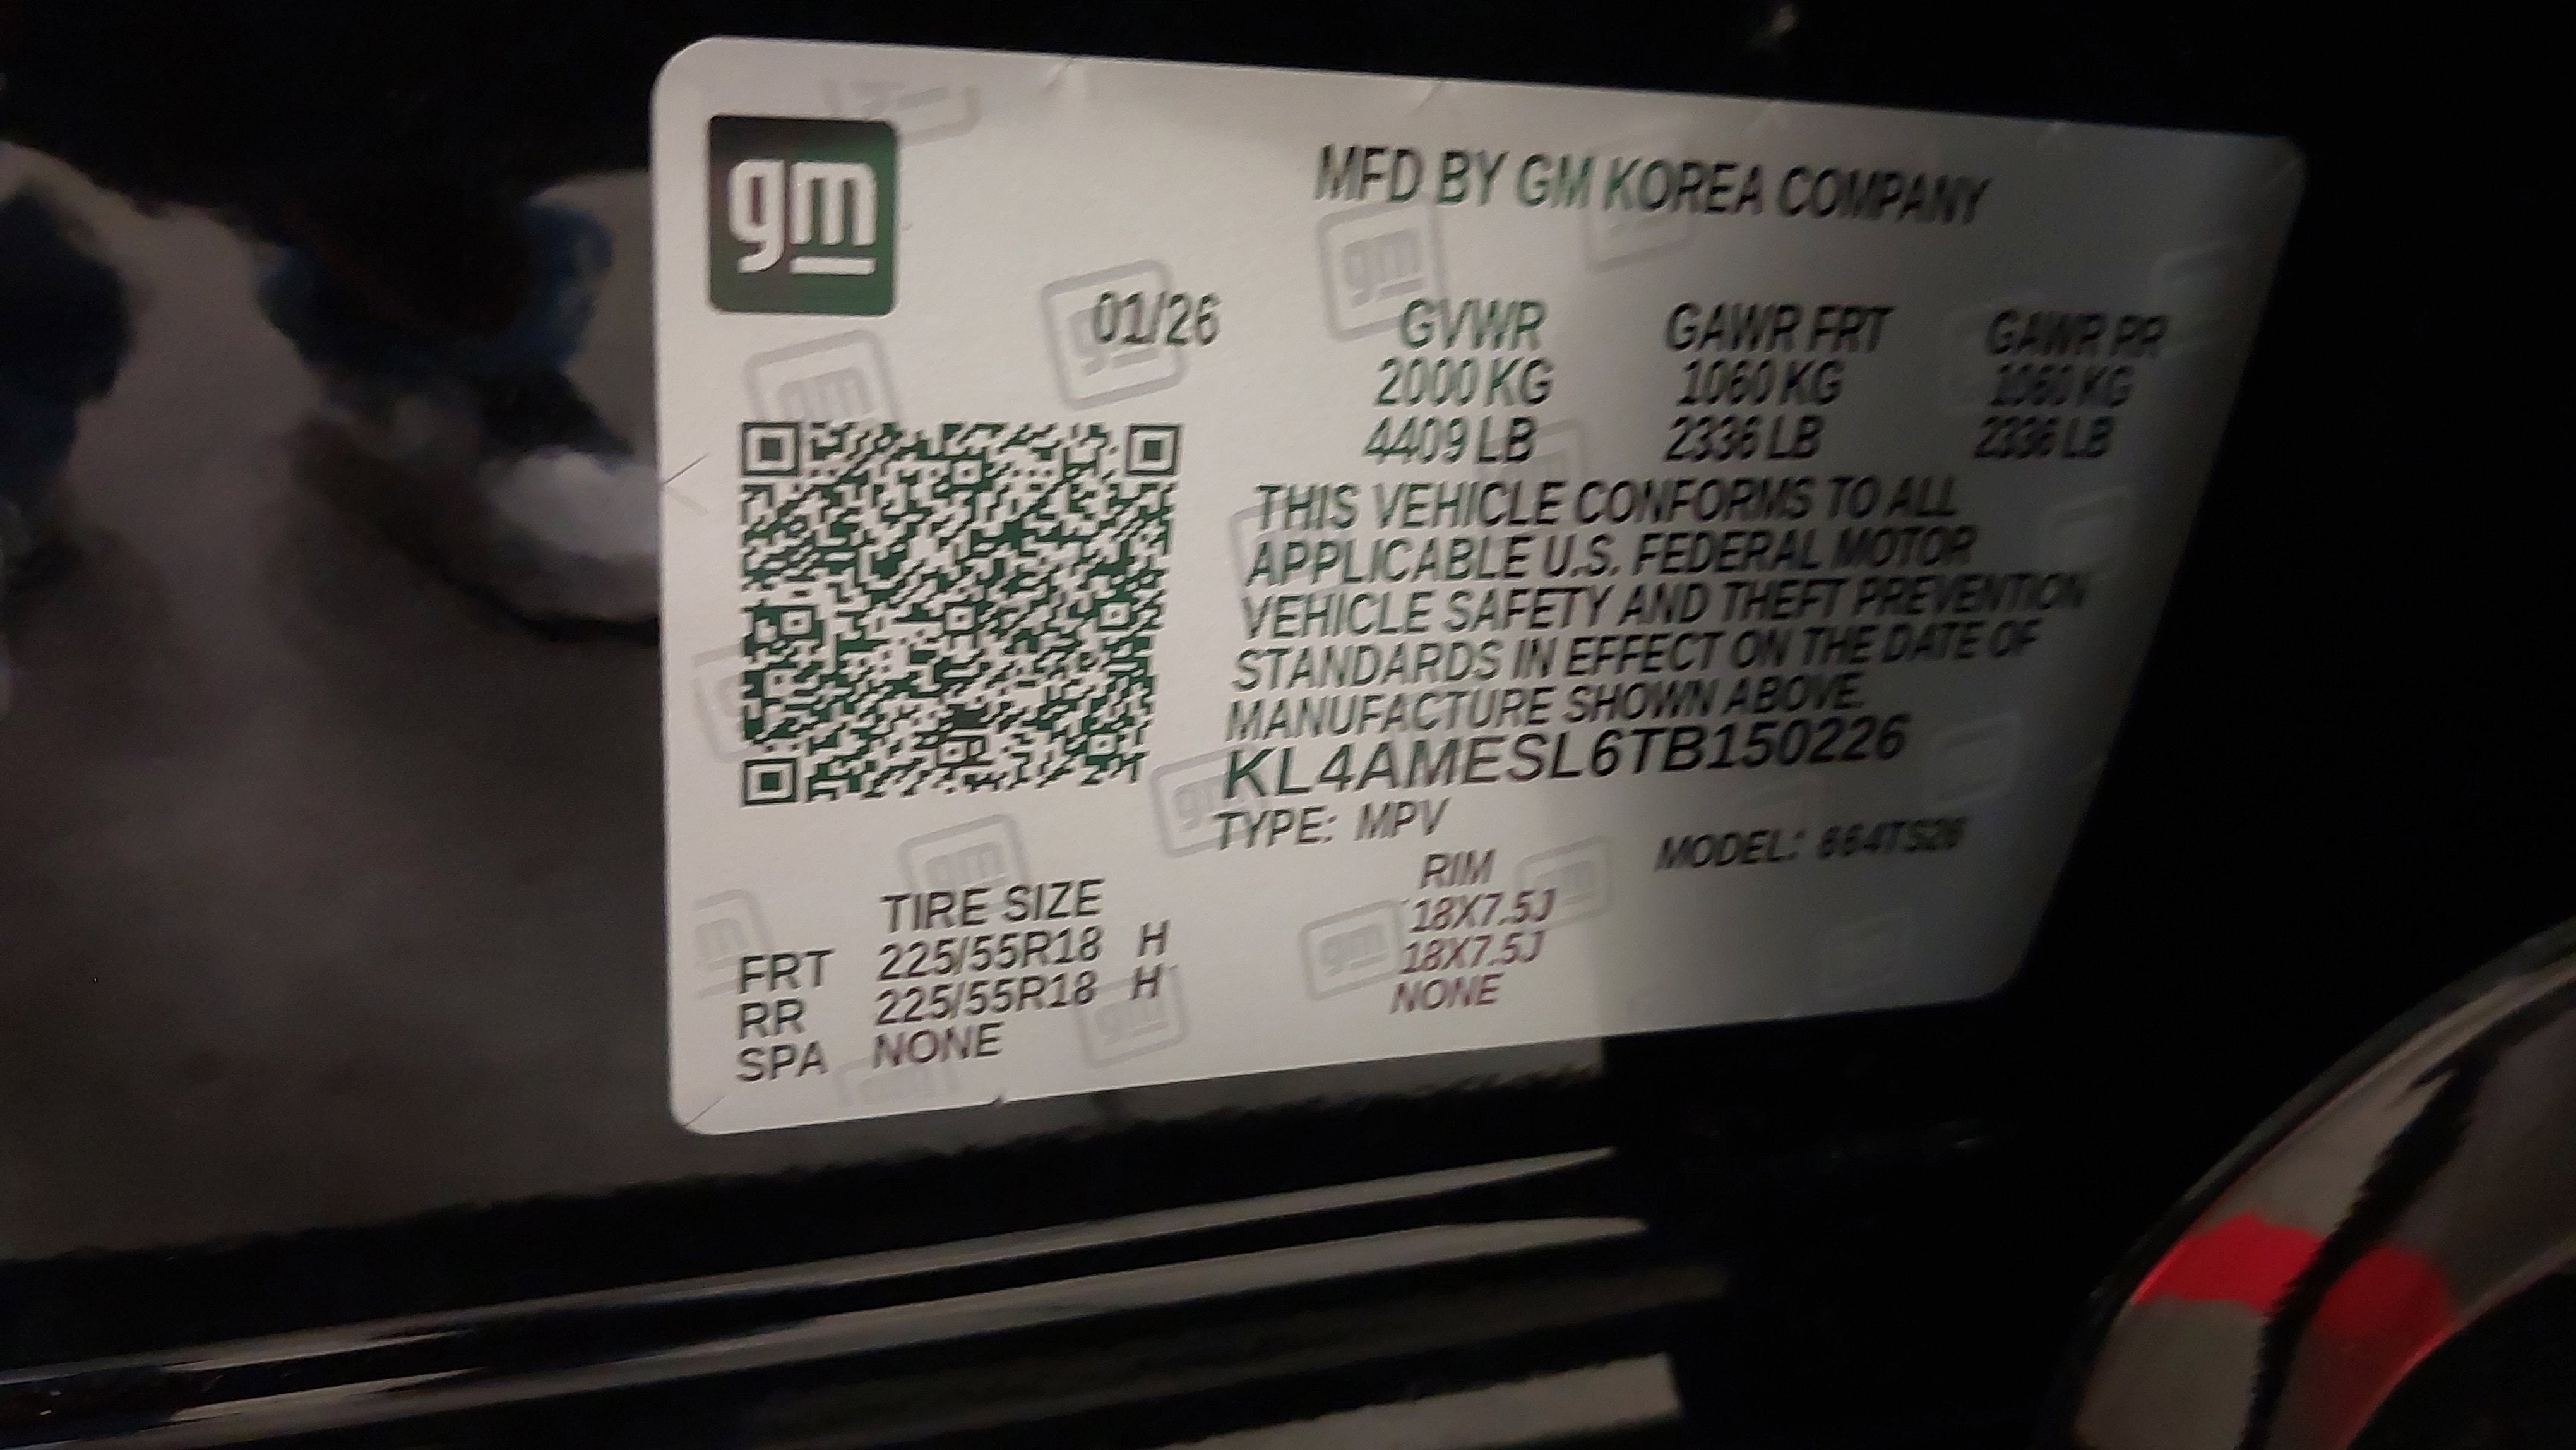 gm
MFD BY GM KOREA COMPANY
01/26
GVWR GAWR FRT GAWR RR
2000 KG 1060 KG 1060 KG
4409 LB 2336 LB 2336 LB
THIS VEHICLE CONFORMS TO ALL
APPLICABLE U.S. FEDERAL MOTOR
VEHICLE SAFETY AND THEFT PREVENTION
STANDARDS IN EFFECT ON THE DATE OF
MANUFACTURE SHOWN ABOVE.
KL4AMESL6TB150226
TYPE: MPV MODEL:
TIRE SIZE RIM
FRT 225/55R18 H 18X7.5J
RR 225/55R18 H 18X7.5J
SPA NONE NONE